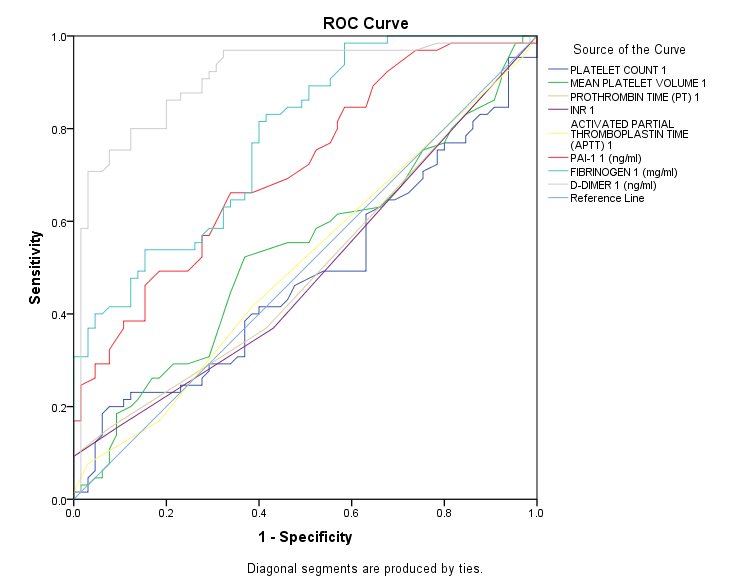 ROC Curve
Source of the Curve
PLATELET COUNT 1
MEAN PLATELET VOLUME 1
PROTHROMBIN TIME (PT) 1
INR 1
ACTIVATED PARTIAL
THROMBOPLASTIN TIME
(APTT) 1
PAI-1 1 (ng/ml)
FIBRINOGEN 1 (mg/ml)
D-DIMER 1 (ng/ml)
Reference Line
Sensitivity
1.0
0.8
0.6
0.4
0.2
0.0
0.0 0.2 0.4 0.6 0.8 1.0
1 - Specificity
Diagonal segments are produced by ties.